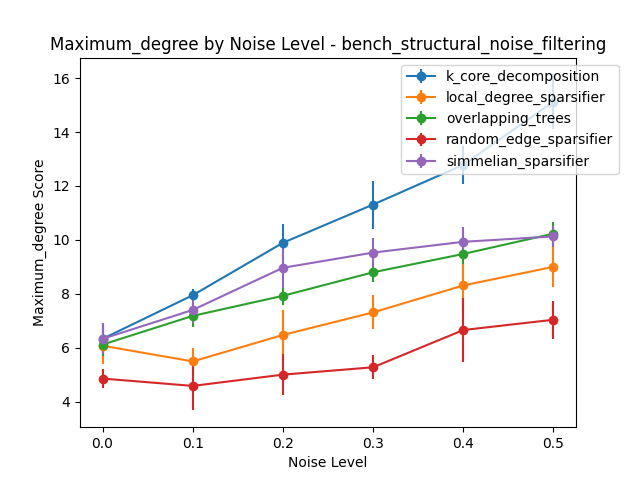 Maximum_degree by Noise Level - bench_structural_noise_filtering
k_core_decomposition
local_degree_sparsifier
overlapping_trees
random_edge_sparsifier
simmelian_sparsifier
Maximum_degree Score
16
14
12
10
8
6
4
0.0 0.1 0.2 0.3 0.4 0.5
Noise Level